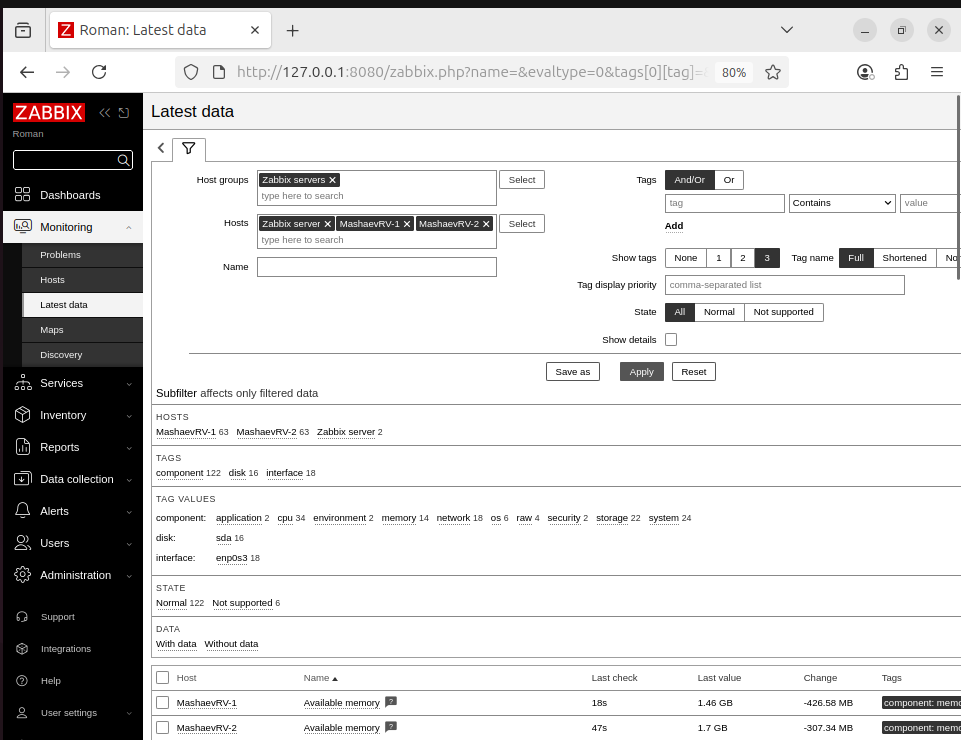 Roman: Latest data
http://127.0.0.1:8080/zabbix.php?name=&evaltype=0&tags[0][tag]=
80%
ZABBIX
Roman
Dashboards
Monitoring
Problems
Hosts
Latest data
Maps
Discovery
Services
Inventory
Reports
Data collection
Alerts
Users
Administration
Support
Integrations
Help
User settings
Latest data
Host groups
Zabbix servers
type here to search
Select
Hosts
Zabbix server MashaevRV-1 MashaevRV-2
type here to search
Select
Name
Tags And/Or Or
tag Contains value
Add
Show tags None 1 2 3 Tag name Full Shortened No
Tag display priority comma-separated list
State All Normal Not supported
Show details
Save as Apply Reset
Subfilter affects only filtered data
HOSTS
MashaevRV-1 63 MashaevRV-2 63 Zabbix server 2
TAGS
component 122 disk 16 interface 18
TAG VALUES
component: application 2 cpu 34 environment 2 memory 14 network 18 os 6 raw 4 security 2 storage 22 system 24
disk: sda 16
interface: enp0s3 18
STATE
Normal 122 Not supported 6
DATA
With data Without data
Host Name Last check Last value Change Tags
MashaevRV-1 Available memory 18s 1.46 GB -426.58 MB component: memo
MashaevRV-2 Available memory 47s 1.7 GB -307.34 MB component: memo